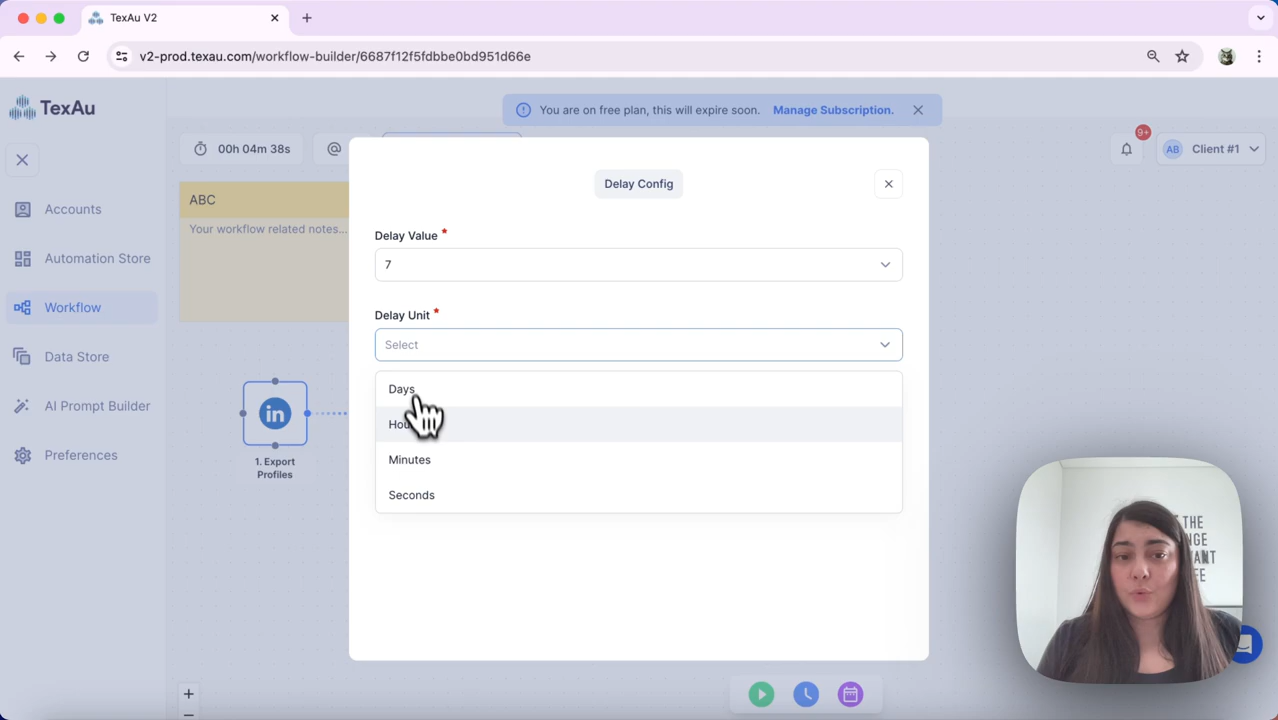 TexAu V2
v2-prod.texau.com/workflow-builder/6687f12f5fdbbe0bd951d66e
TexAu
You are on free plan, this will expire soon. Manage Subscription.
00h 04m 38s
9+
AB Client #1
Accounts
Automation Store
Workflow
Data Store
AI Prompt Builder
Preferences
ABC
Your workflow related notes...
in
1. Export
Profiles
Delay Config
Delay Value *
7
Delay Unit *
Select
Days
Minutes
Seconds
THE